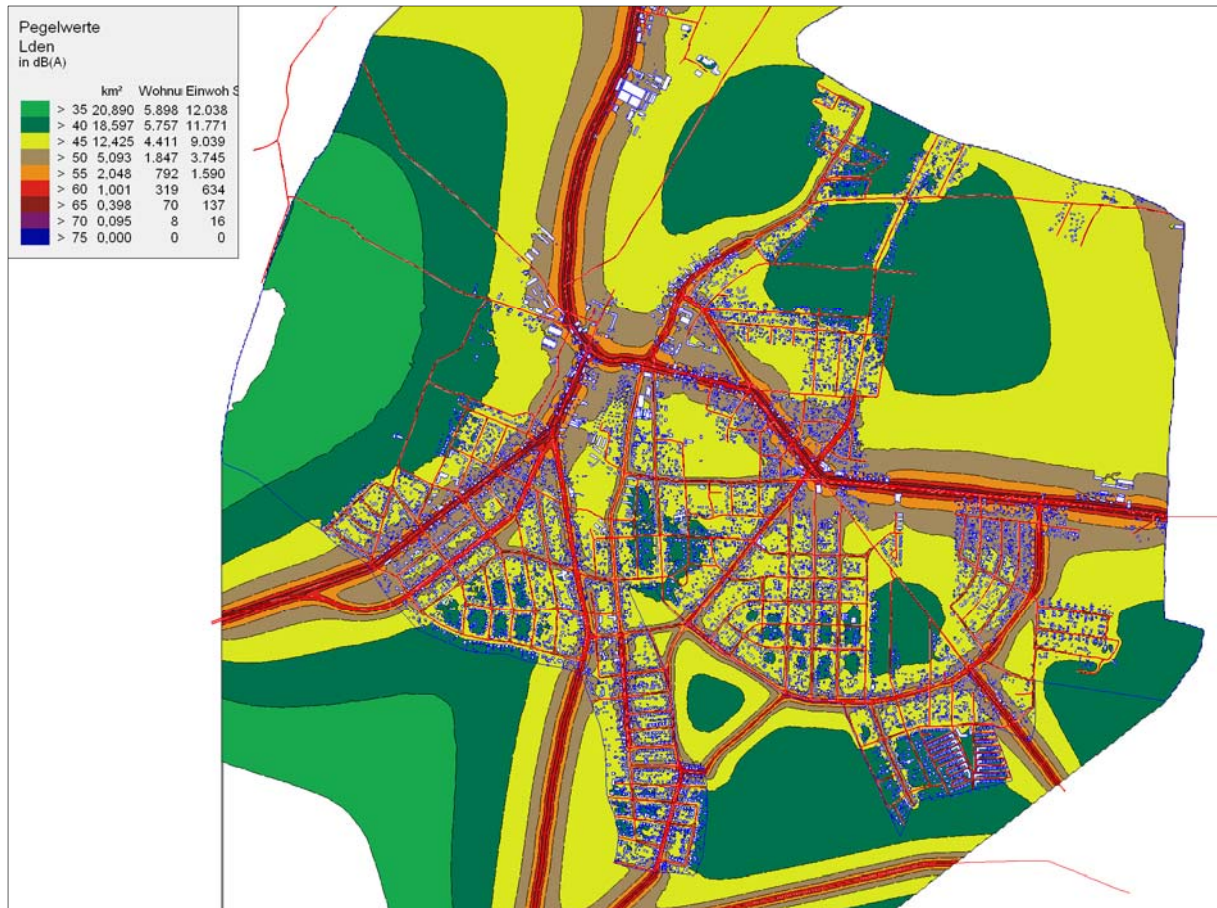 Pegelwerte
Lden
in dB(A)
km² Wohnu Einwoh S
> 35 20,890 5.898 12.038
> 40 18,597 5.757 11.771
> 45 12,425 4.411 9.039
> 50 5,093 1.847 3.745
> 55 2,048 792 1.590
> 60 1,001 319 634
> 65 0,398 70 137
> 70 0,095 8 16
> 75 0,000 0 0